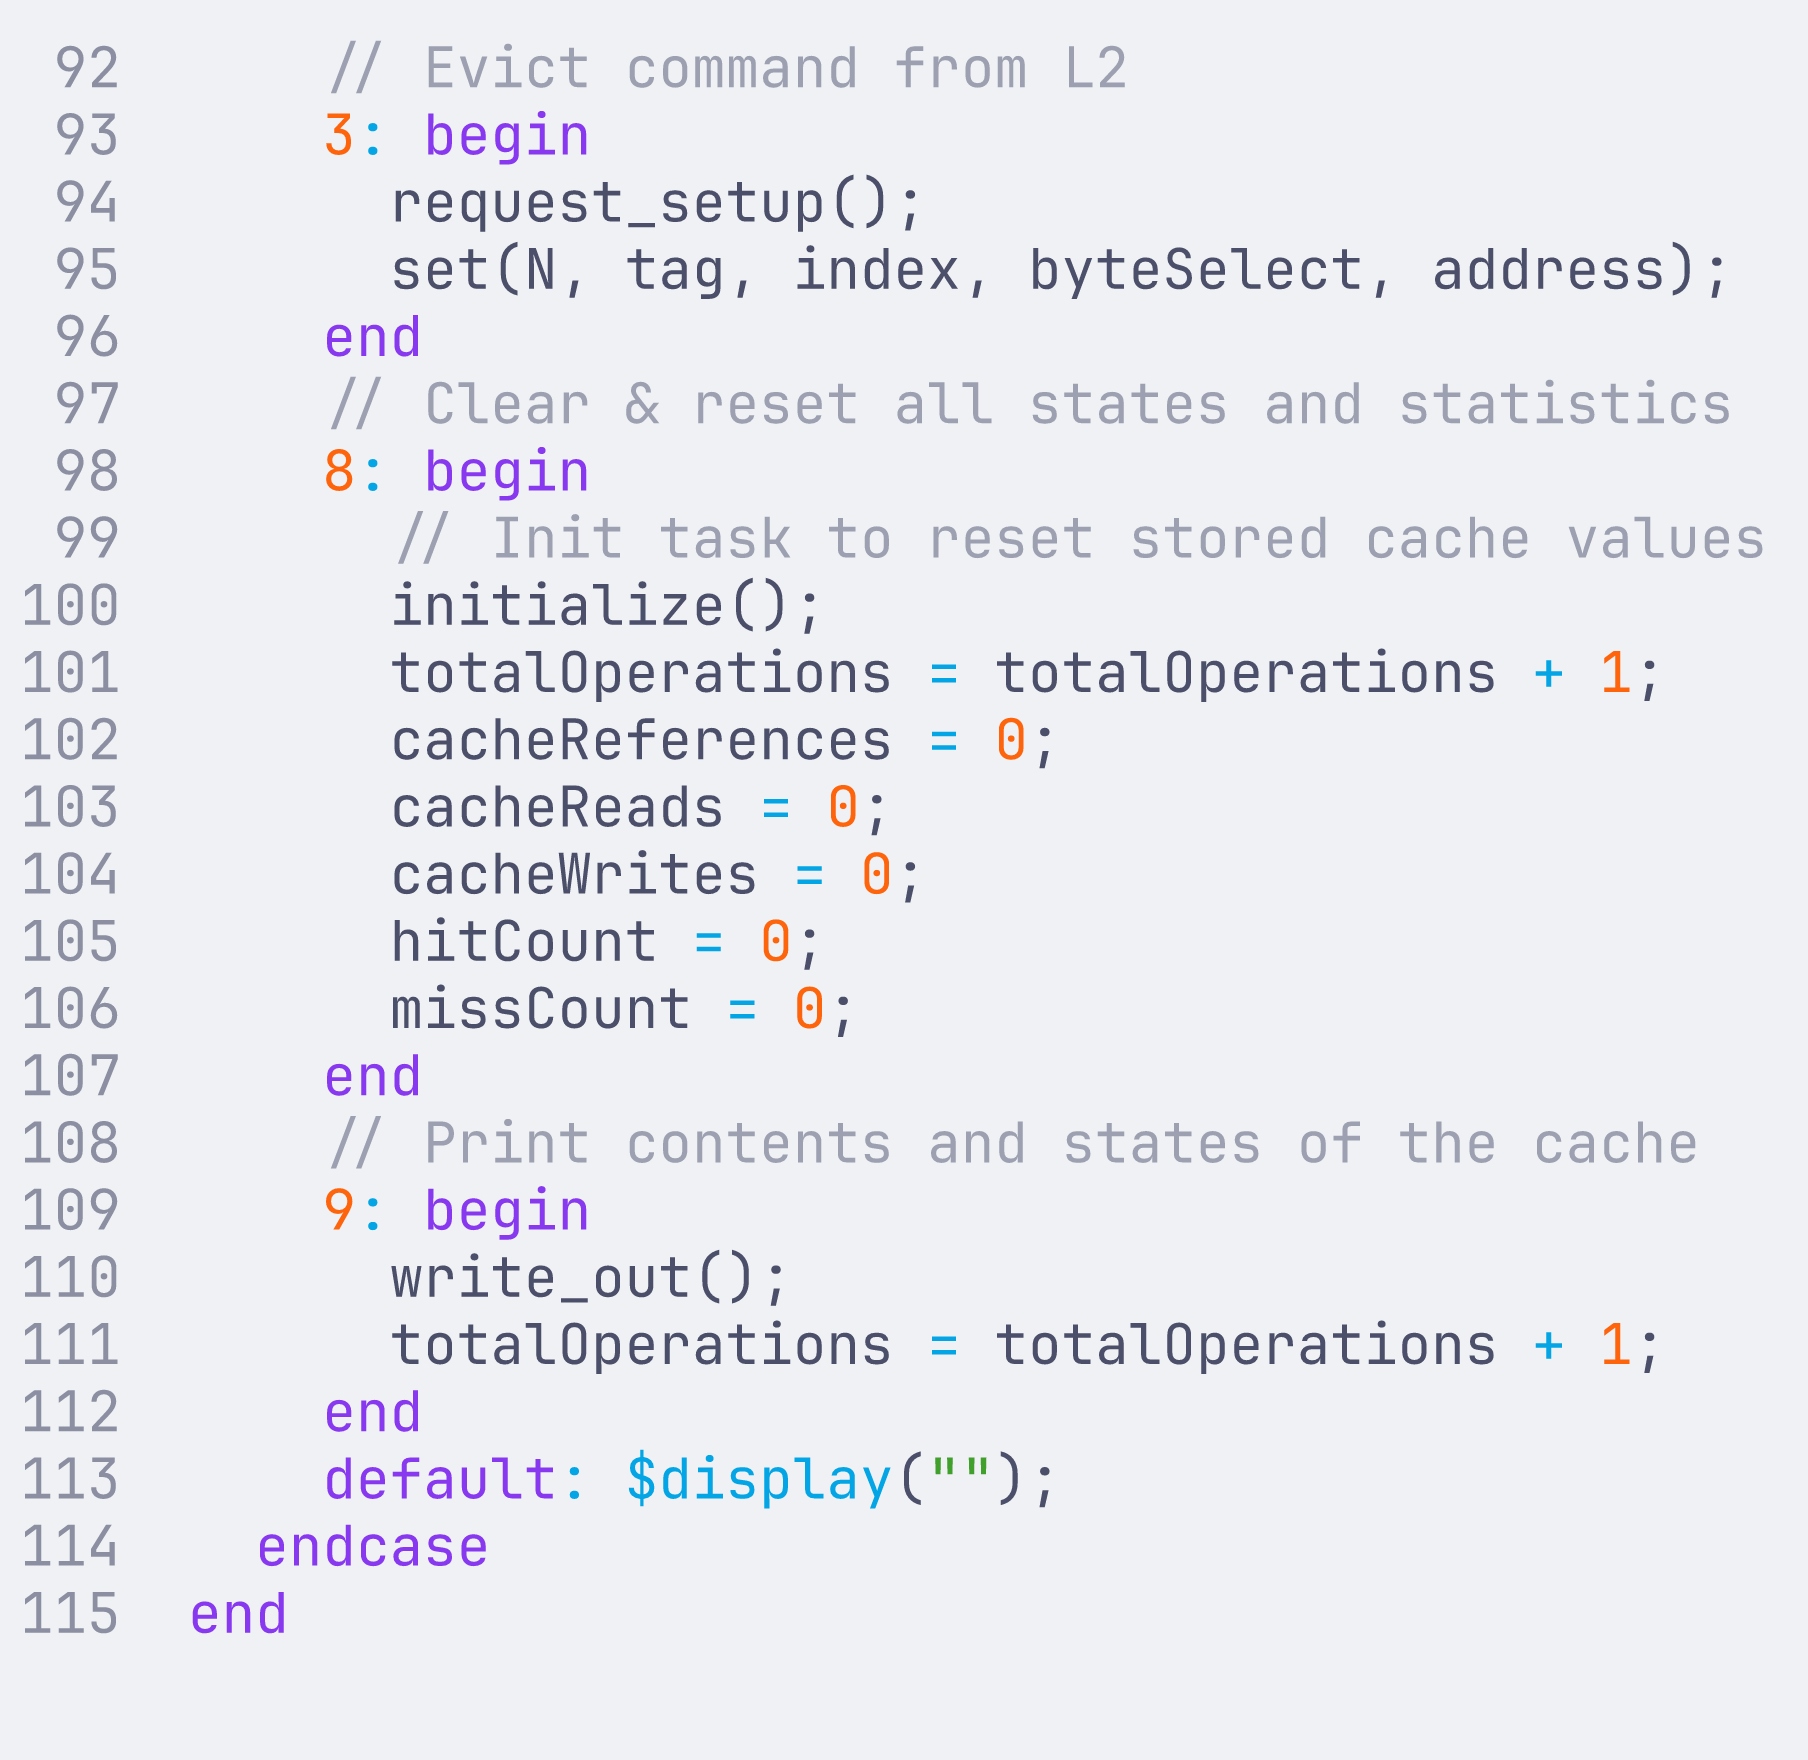 92      // Evict command from L2
93      3: begin
94        request_setup();
95        set(N, tag, index, byteSelect, address);
96      end
97      // Clear & reset all states and statistics
98      8: begin
99        // Init task to reset stored cache values
100        initialize();
101        totalOperations = totalOperations + 1;
102        cacheReferences = 0;
103        cacheReads = 0;
104        cacheWrites = 0;
105        hitCount = 0;
106        missCount = 0;
107      end
108      // Print contents and states of the cache
109      9: begin
110        write_out();
111        totalOperations = totalOperations + 1;
112      end
113      default: $display("");
114    endcase
115  end